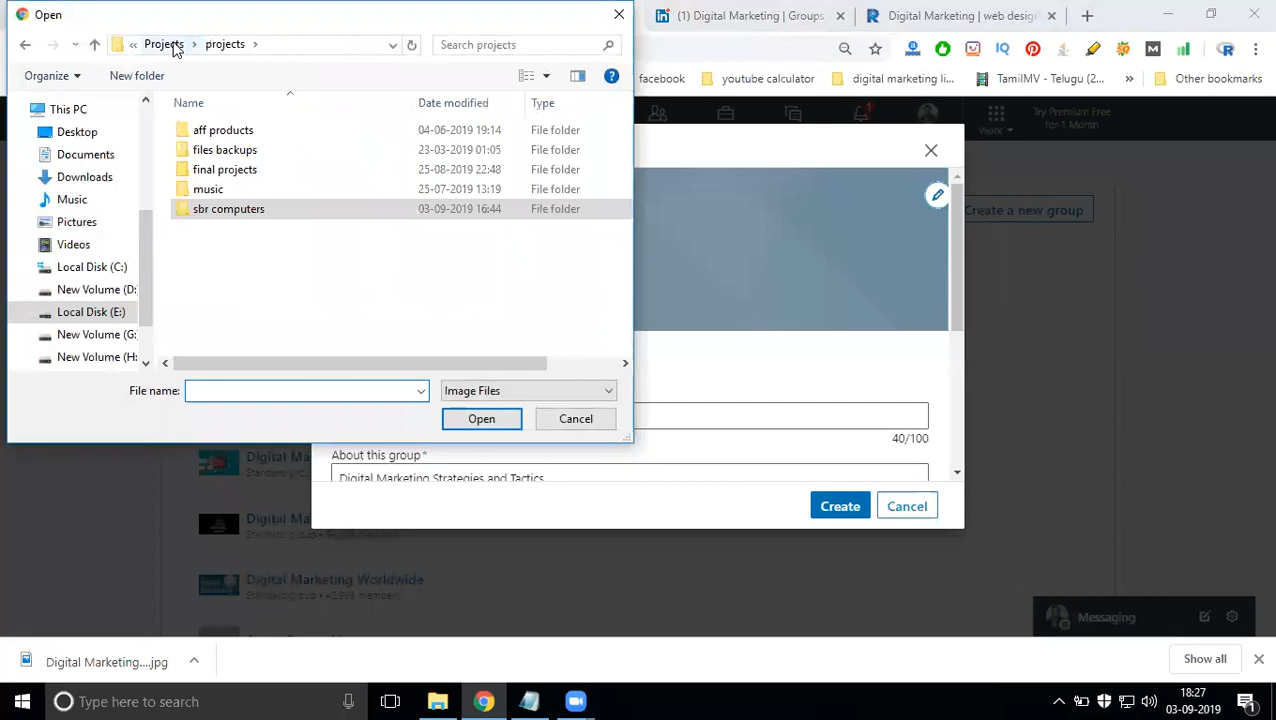 Open
(1) Digital Marketing | Groups
Digital Marketing | web desig
« Projects › projects ›
Search projects
facebook
youtube calculator
digital marketing li...
TamilMV - Telugu (2...
»
Other bookmarks
Organize
New folder
Name
Date modified
Type
This PC
Desktop
Documents
Downloads
Music
Pictures
Videos
Local Disk (C:)
New Volume (D:
Local Disk (E:)
New Volume (G:
New Volume (H:
aff products 04-06-2019 19:14 File folder
files backups 23-03-2019 01:05 File folder
final projects 25-08-2019 22:48 File folder
music 25-07-2019 13:19 File folder
sbr computers 03-09-2019 16:44 File folder
File name:
Image Files
Open
Cancel
Work
Try Premium Free
for 1 Month
Create a new group
40/100
About this group*
Digital Marketing Strategies and Tactics
Create
Cancel
Digital Ma
Digital Ma
Digital Marketing Worldwide
Messaging
Digital Marketing....jpg
Show all
Type here to search
18:27
03-09-2019
1